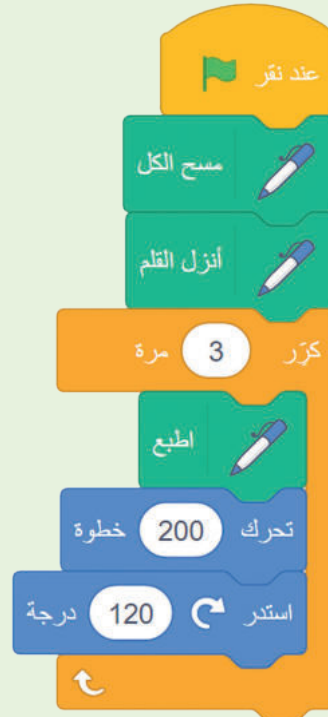 عند نقر
مسح الكل
أنزل القلم
كرّر 3 مرة
اطبع
تحرك 200 خطوة
استدر 120 درجة